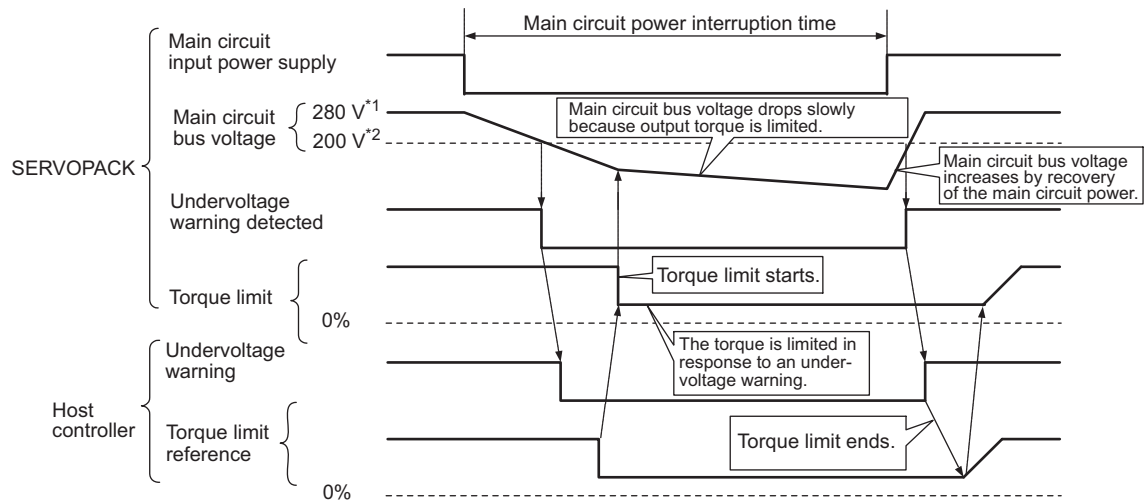 Main circuit power interruption time
Main circuit
input power supply
Main circuit
bus voltage
280 V*1
200 V*2
Main circuit bus voltage drops slowly
because output torque is limited.
Main circuit bus voltage
increases by recovery
of the main circuit power.
SERVOPACK
Undervoltage
warning detected
Torque limit
Torque limit starts.
0%
The torque is limited in
response to an under-
voltage warning.
Undervoltage
warning
Host
controller
Torque limit
reference
Torque limit ends.
0%